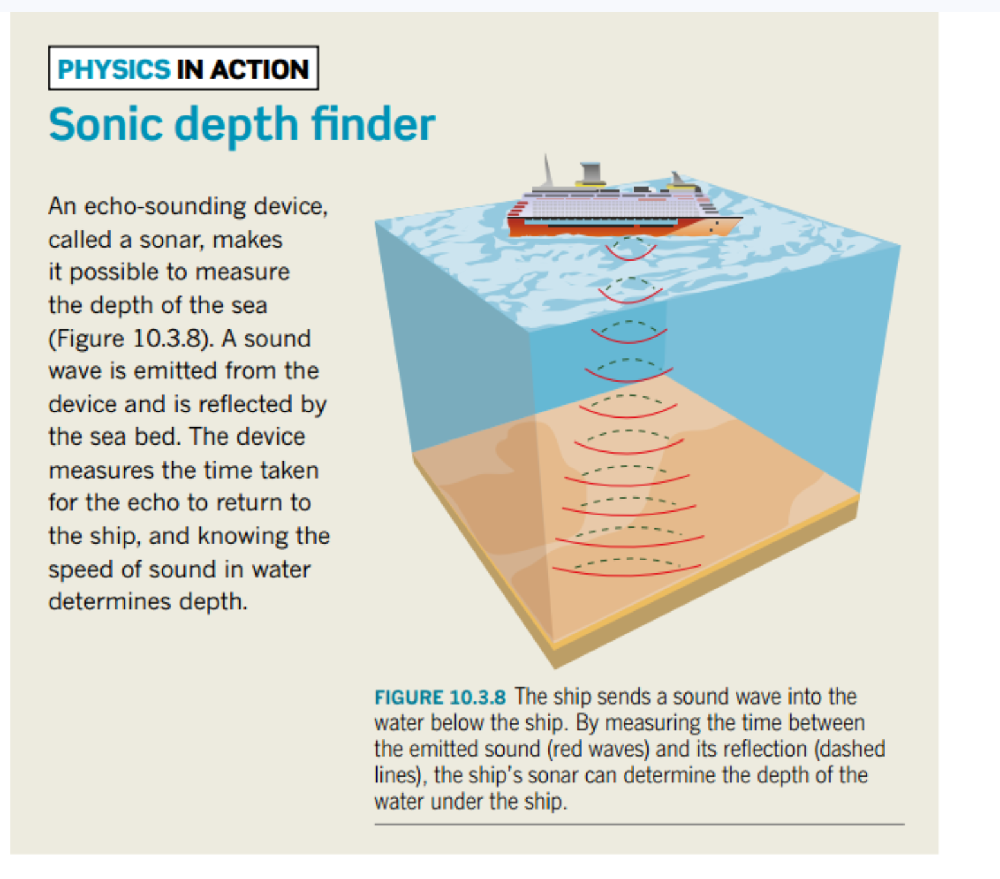 PHYSICS IN ACTION
Sonic depth finder
An echo-sounding device,
called a sonar, makes
it possible to measure
the depth of the sea
(Figure 10.3.8). A sound
wave is emitted from the
device and is reflected by
the sea bed. The device
measures the time taken
for the echo to return to
the ship, and knowing the
speed of sound in water
determines depth.
FIGURE 10.3.8 The ship sends a sound wave into the
water below the ship. By measuring the time between
the emitted sound (red waves) and its reflection (dashed
lines), the ship's sonar can determine the depth of the
water under the ship.